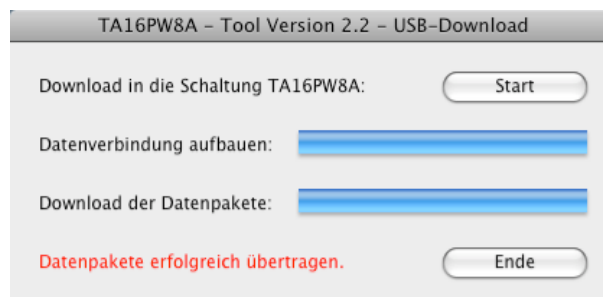 TA16PW8A – Tool Version 2.2 – USB-Download
Download in die Schaltung TA16PW8A: Start
Datenverbindung aufbauen:
Download der Datenpakete:
Datenpakete erfolgreich übertragen. Ende